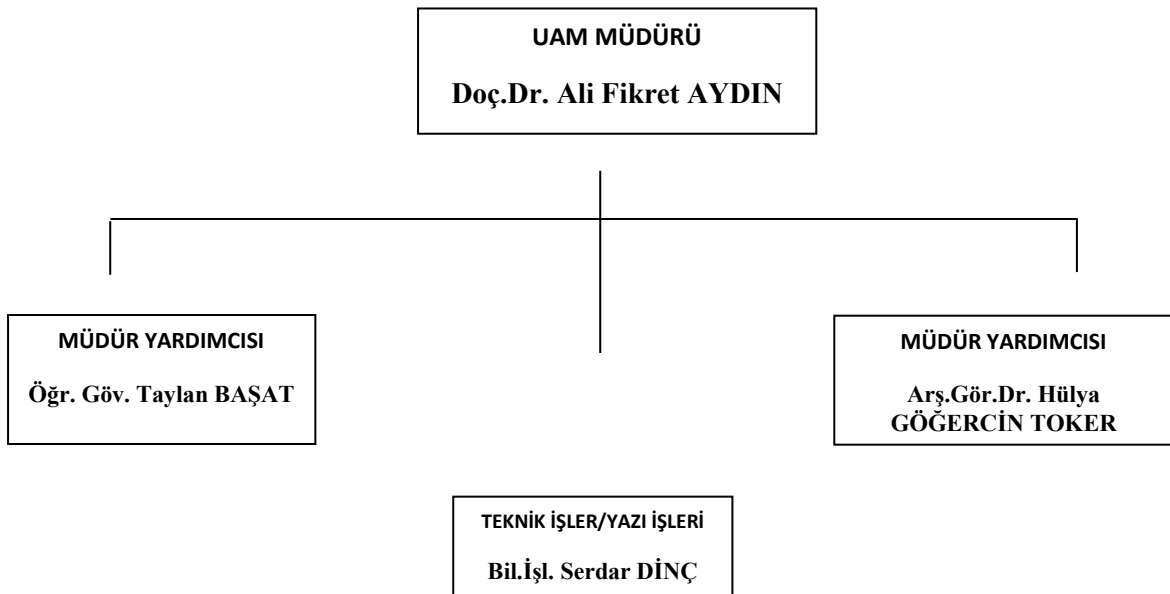 UAM MÜDÜRÜ
Doç.Dr. Ali Fikret AYDIN
MÜDÜR YARDIMCISI
Öğr. Göv. Taylan BAŞAT
MÜDÜR YARDIMCISI
Arş.Gör.Dr. Hülya
GÖĞERCİN TOKER
TEKNİK İŞLER/YAZI İŞLERİ
Bil.İşl. Serdar DİNÇ